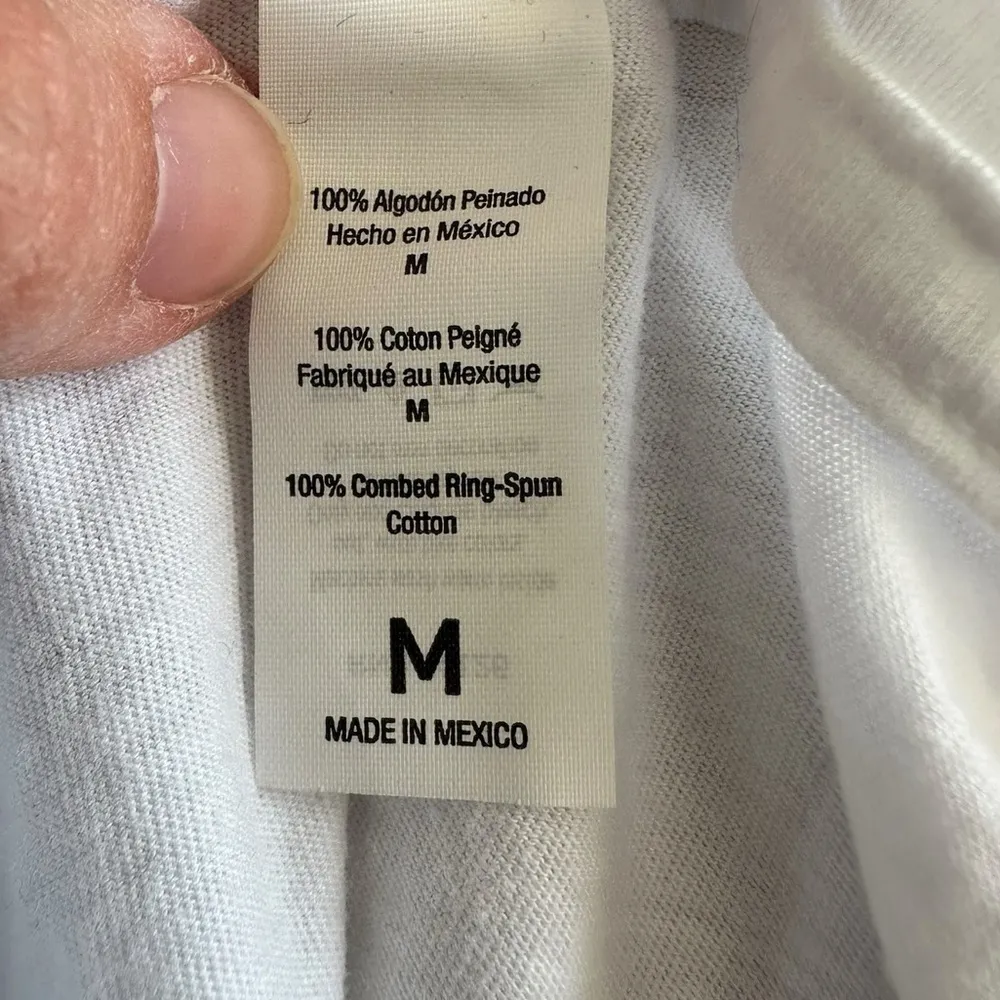 100% Algodón Peinado
Hecho en México
M
100% Coton Peigné
Fabriqué au Mexique
M
100% Combed Ring-Spun
Cotton
M
MADE IN MEXICO